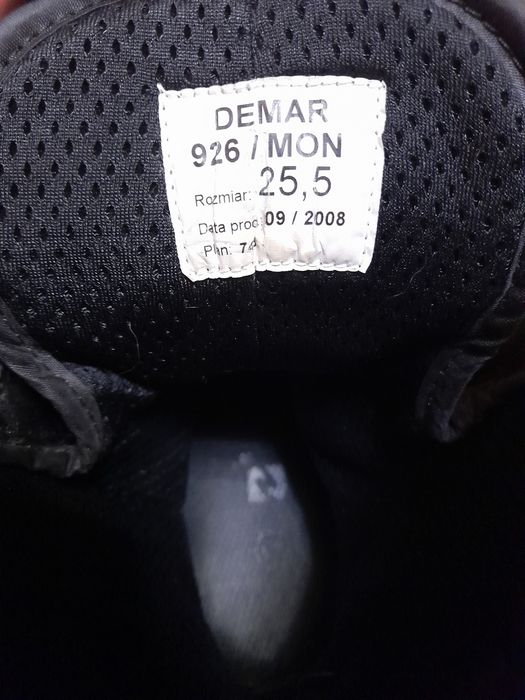 DEMAR
926 / MON
Rozmiar: 25,5
Data prod 09 / 2008